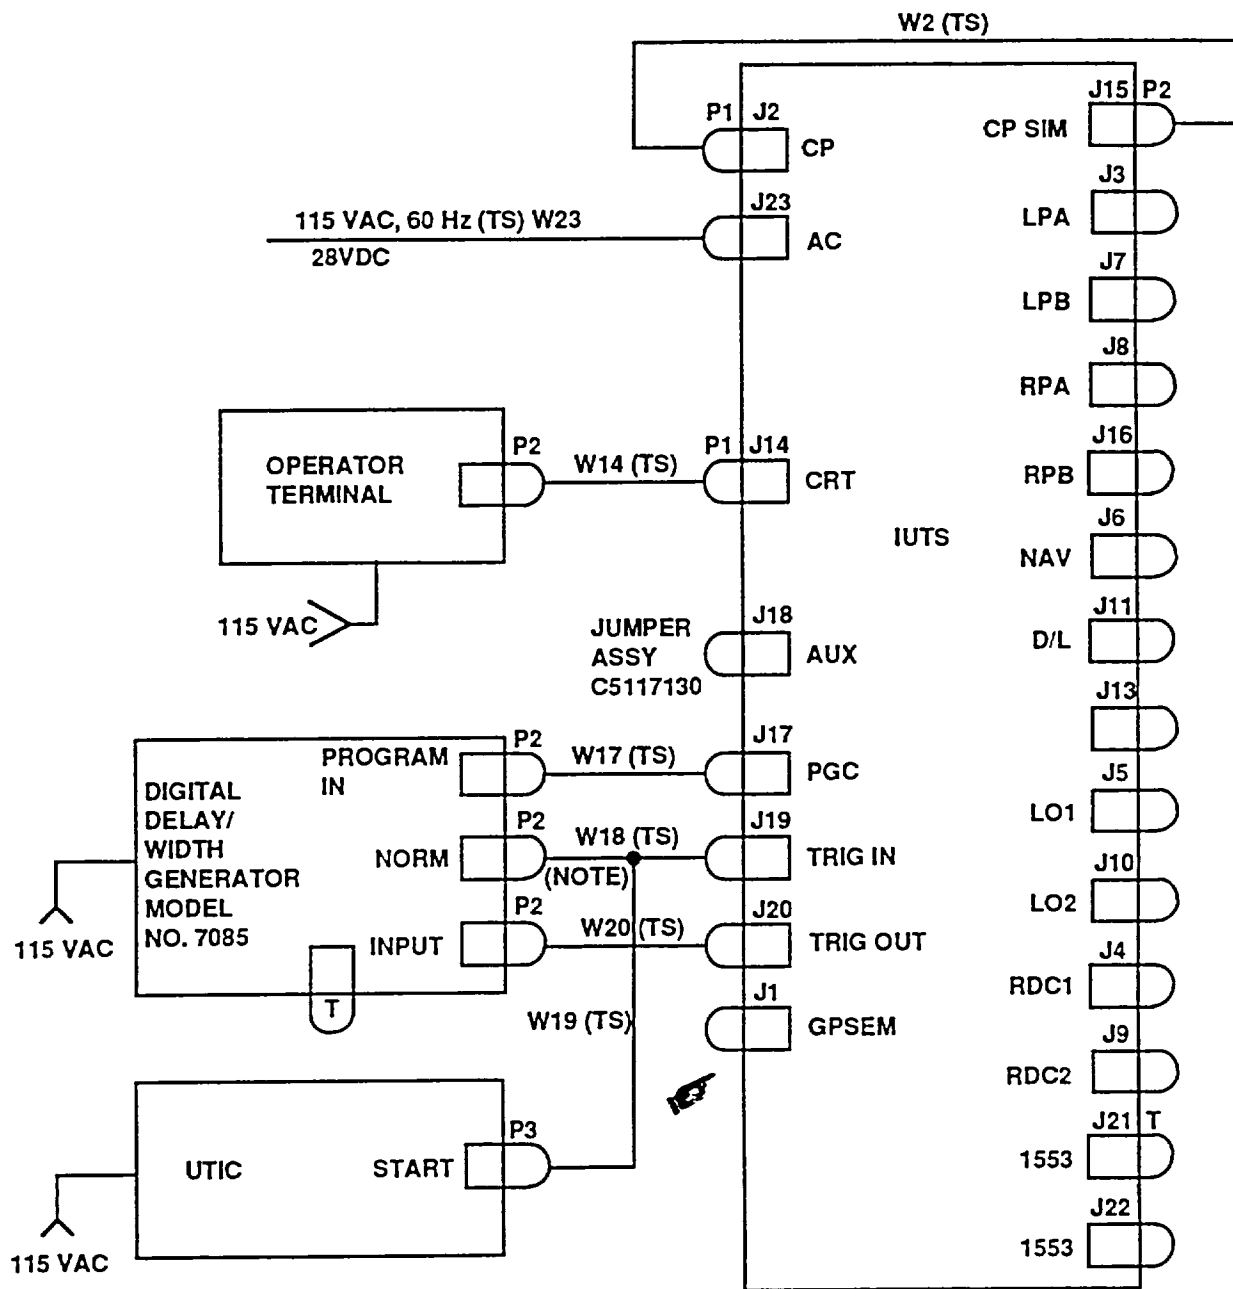 W2 (TS)
P1 J2
CP
J15 P2
CP SIM
J23
115 VAC, 60 Hz (TS) W23
28VDC
AC
J3
LPA
J7
LPB
J8
RPA
OPERATOR
TERMINAL
P2
W14 (TS)
P1 J14
CRT
J16
RPB
IUTS
J6
NAV
115 VAC
JUMPER
ASSY
C5117130
J18
AUX
J11
D/L
J13
DIGITAL
DELAY/
WIDTH
GENERATOR
MODEL
NO. 7085
PROGRAM
IN
P2
W17 (TS)
J17
PGC
J5
LO1
NORM
P2
W18 (TS)
(NOTE)
J19
TRIG IN
J10
LO2
115 VAC
INPUT
P2
W20 (TS)
J20
TRIG OUT
J4
RDC1
T
W19 (TS)
J1
GPSEM
J9
RDC2
UTIC
START
P3
J21 T
1553
J22
1553
115 VAC